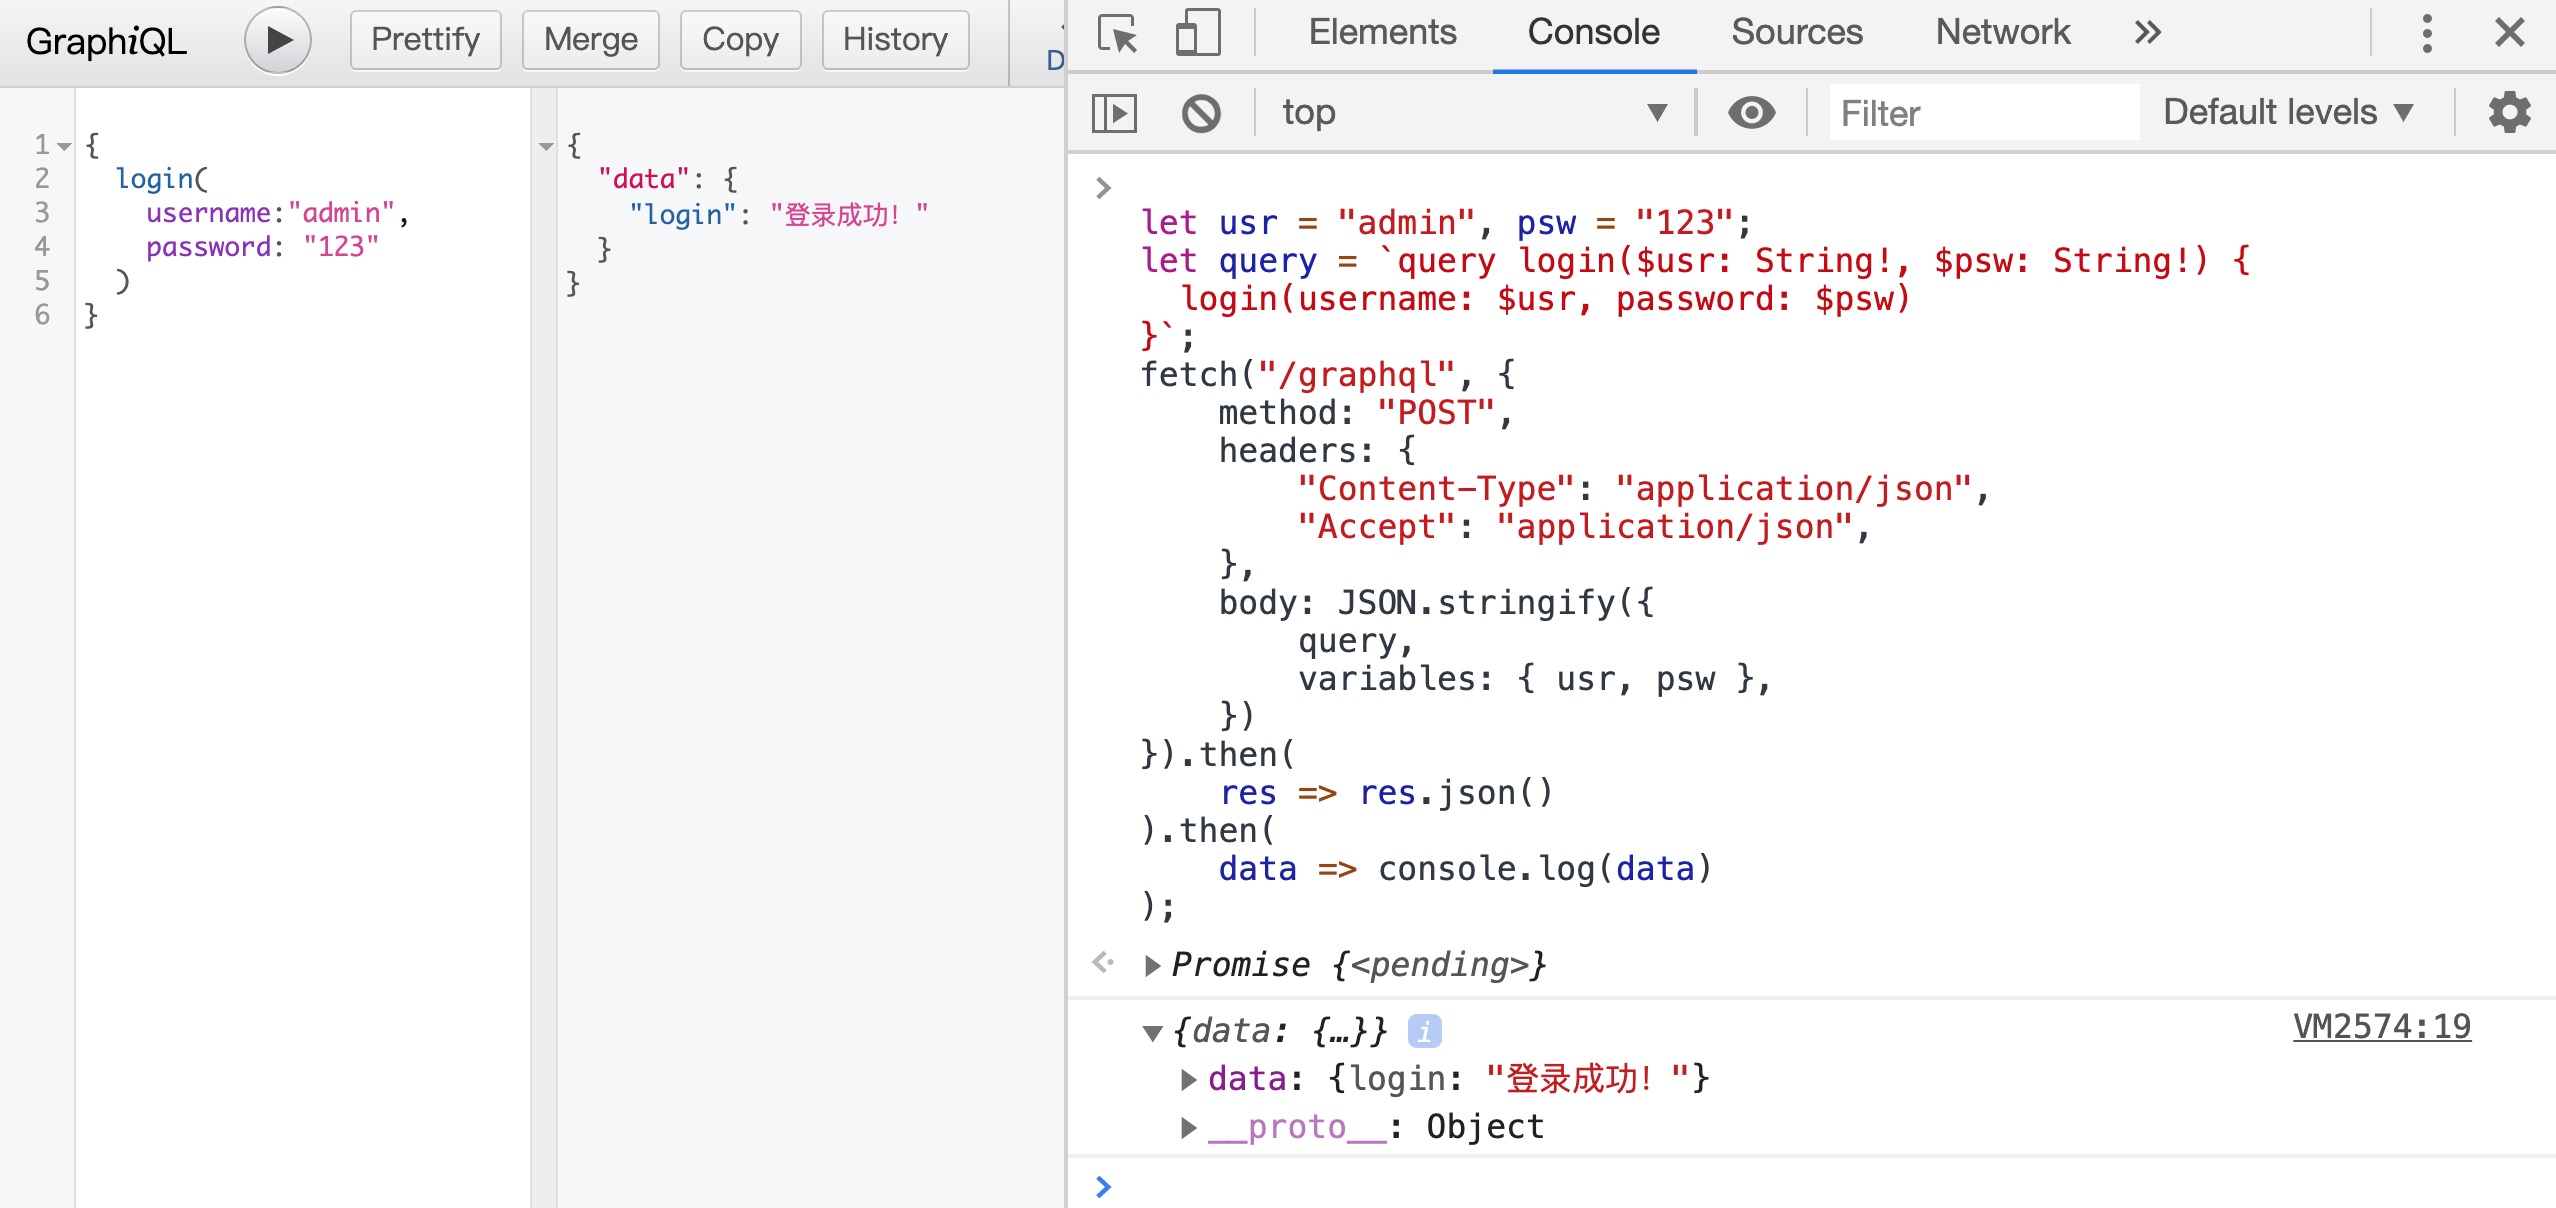 GraphiQL
Prettify
Merge
Copy
History
D
1 {
2   login(
3     username:"admin",
4     password: "123"
5   )
6 }
{
  "data": {
    "login": "登录成功！"
  }
}
Elements
Console
Sources
Network
top
Filter
Default levels
let usr = "admin", psw = "123";
let query = `query login($usr: String!, $psw: String!) {
  login(username: $usr, password: $psw)
}`;
fetch("/graphql", {
    method: "POST",
    headers: {
        "Content-Type": "application/json",
        "Accept": "application/json",
    },
    body: JSON.stringify({
        query,
        variables: { usr, psw },
    })
}).then(
    res => res.json()
).then(
    data => console.log(data)
);
Promise {<pending>}
{data: {…}} i
VM2574:19
data: {login: "登录成功！"}
__proto__: Object